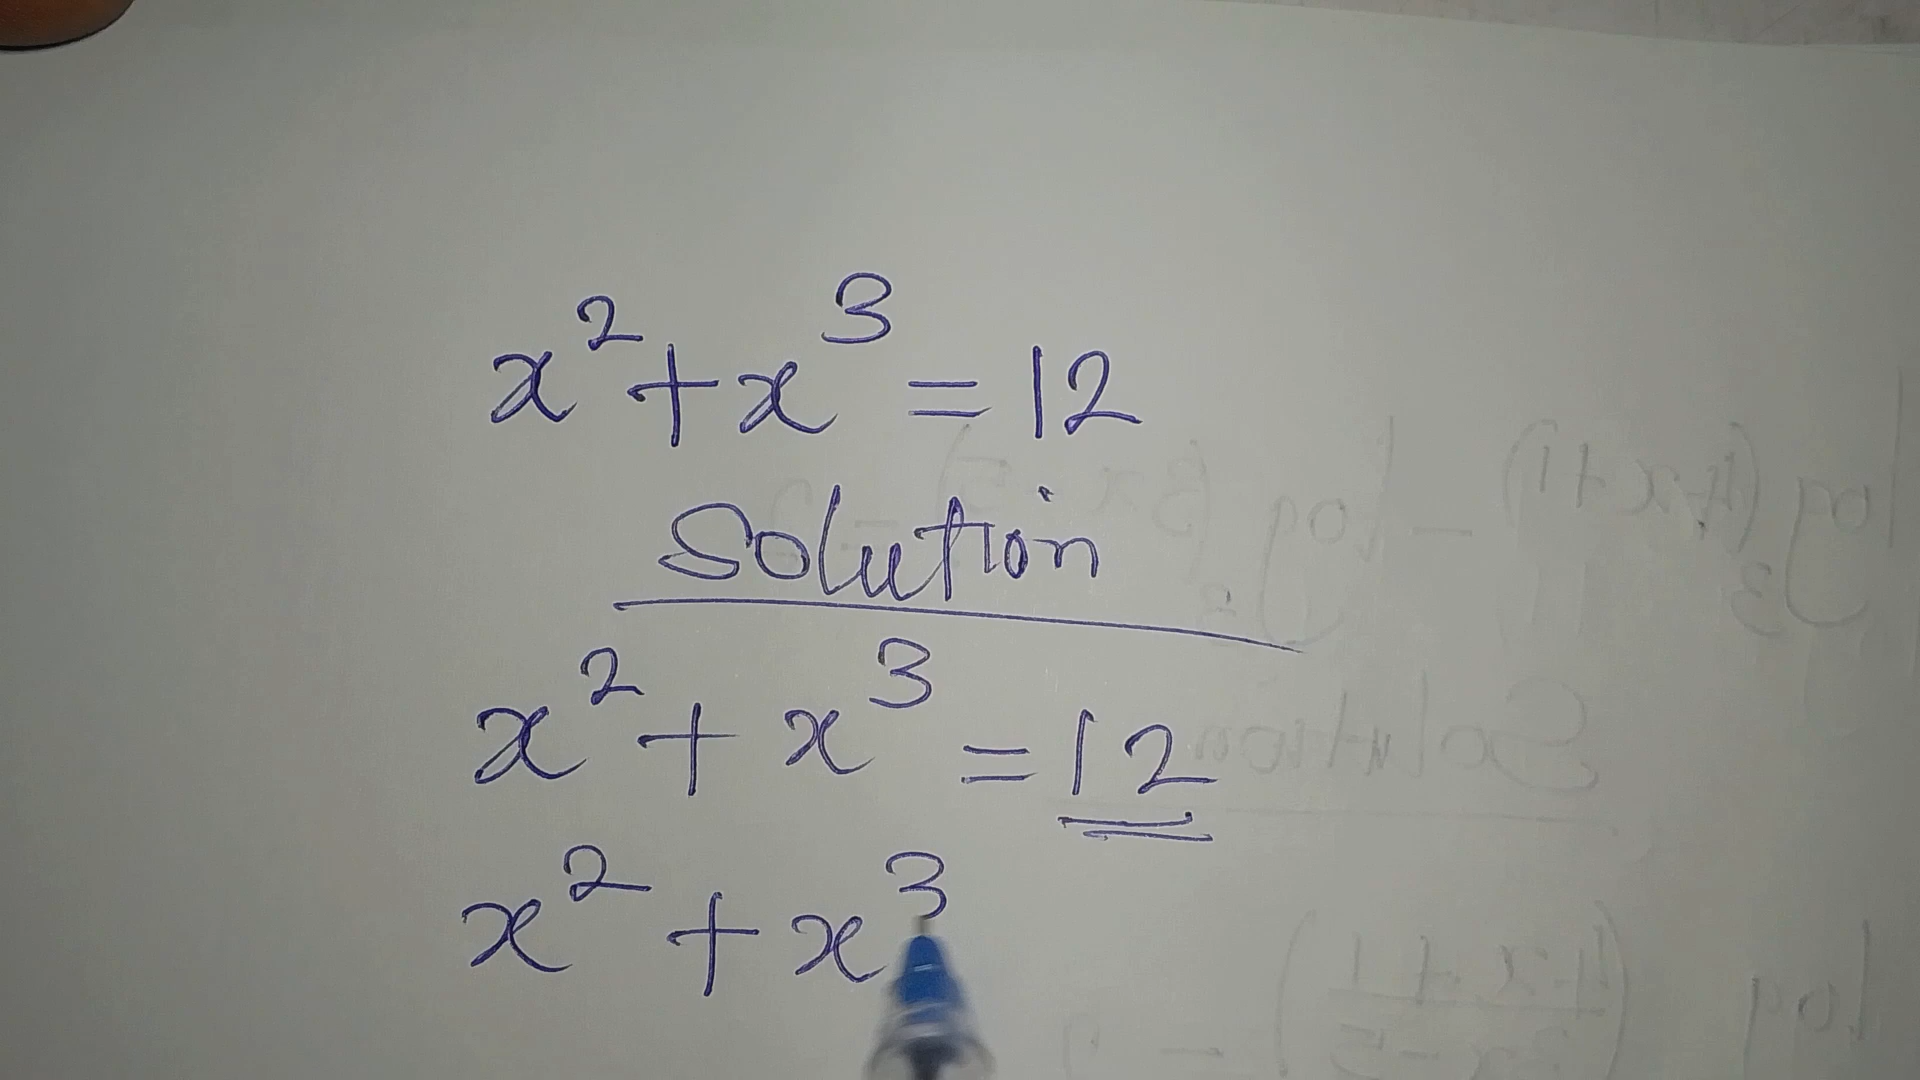 x² + x³ = 12
Solution
x² + x³ = 12
x² + x³